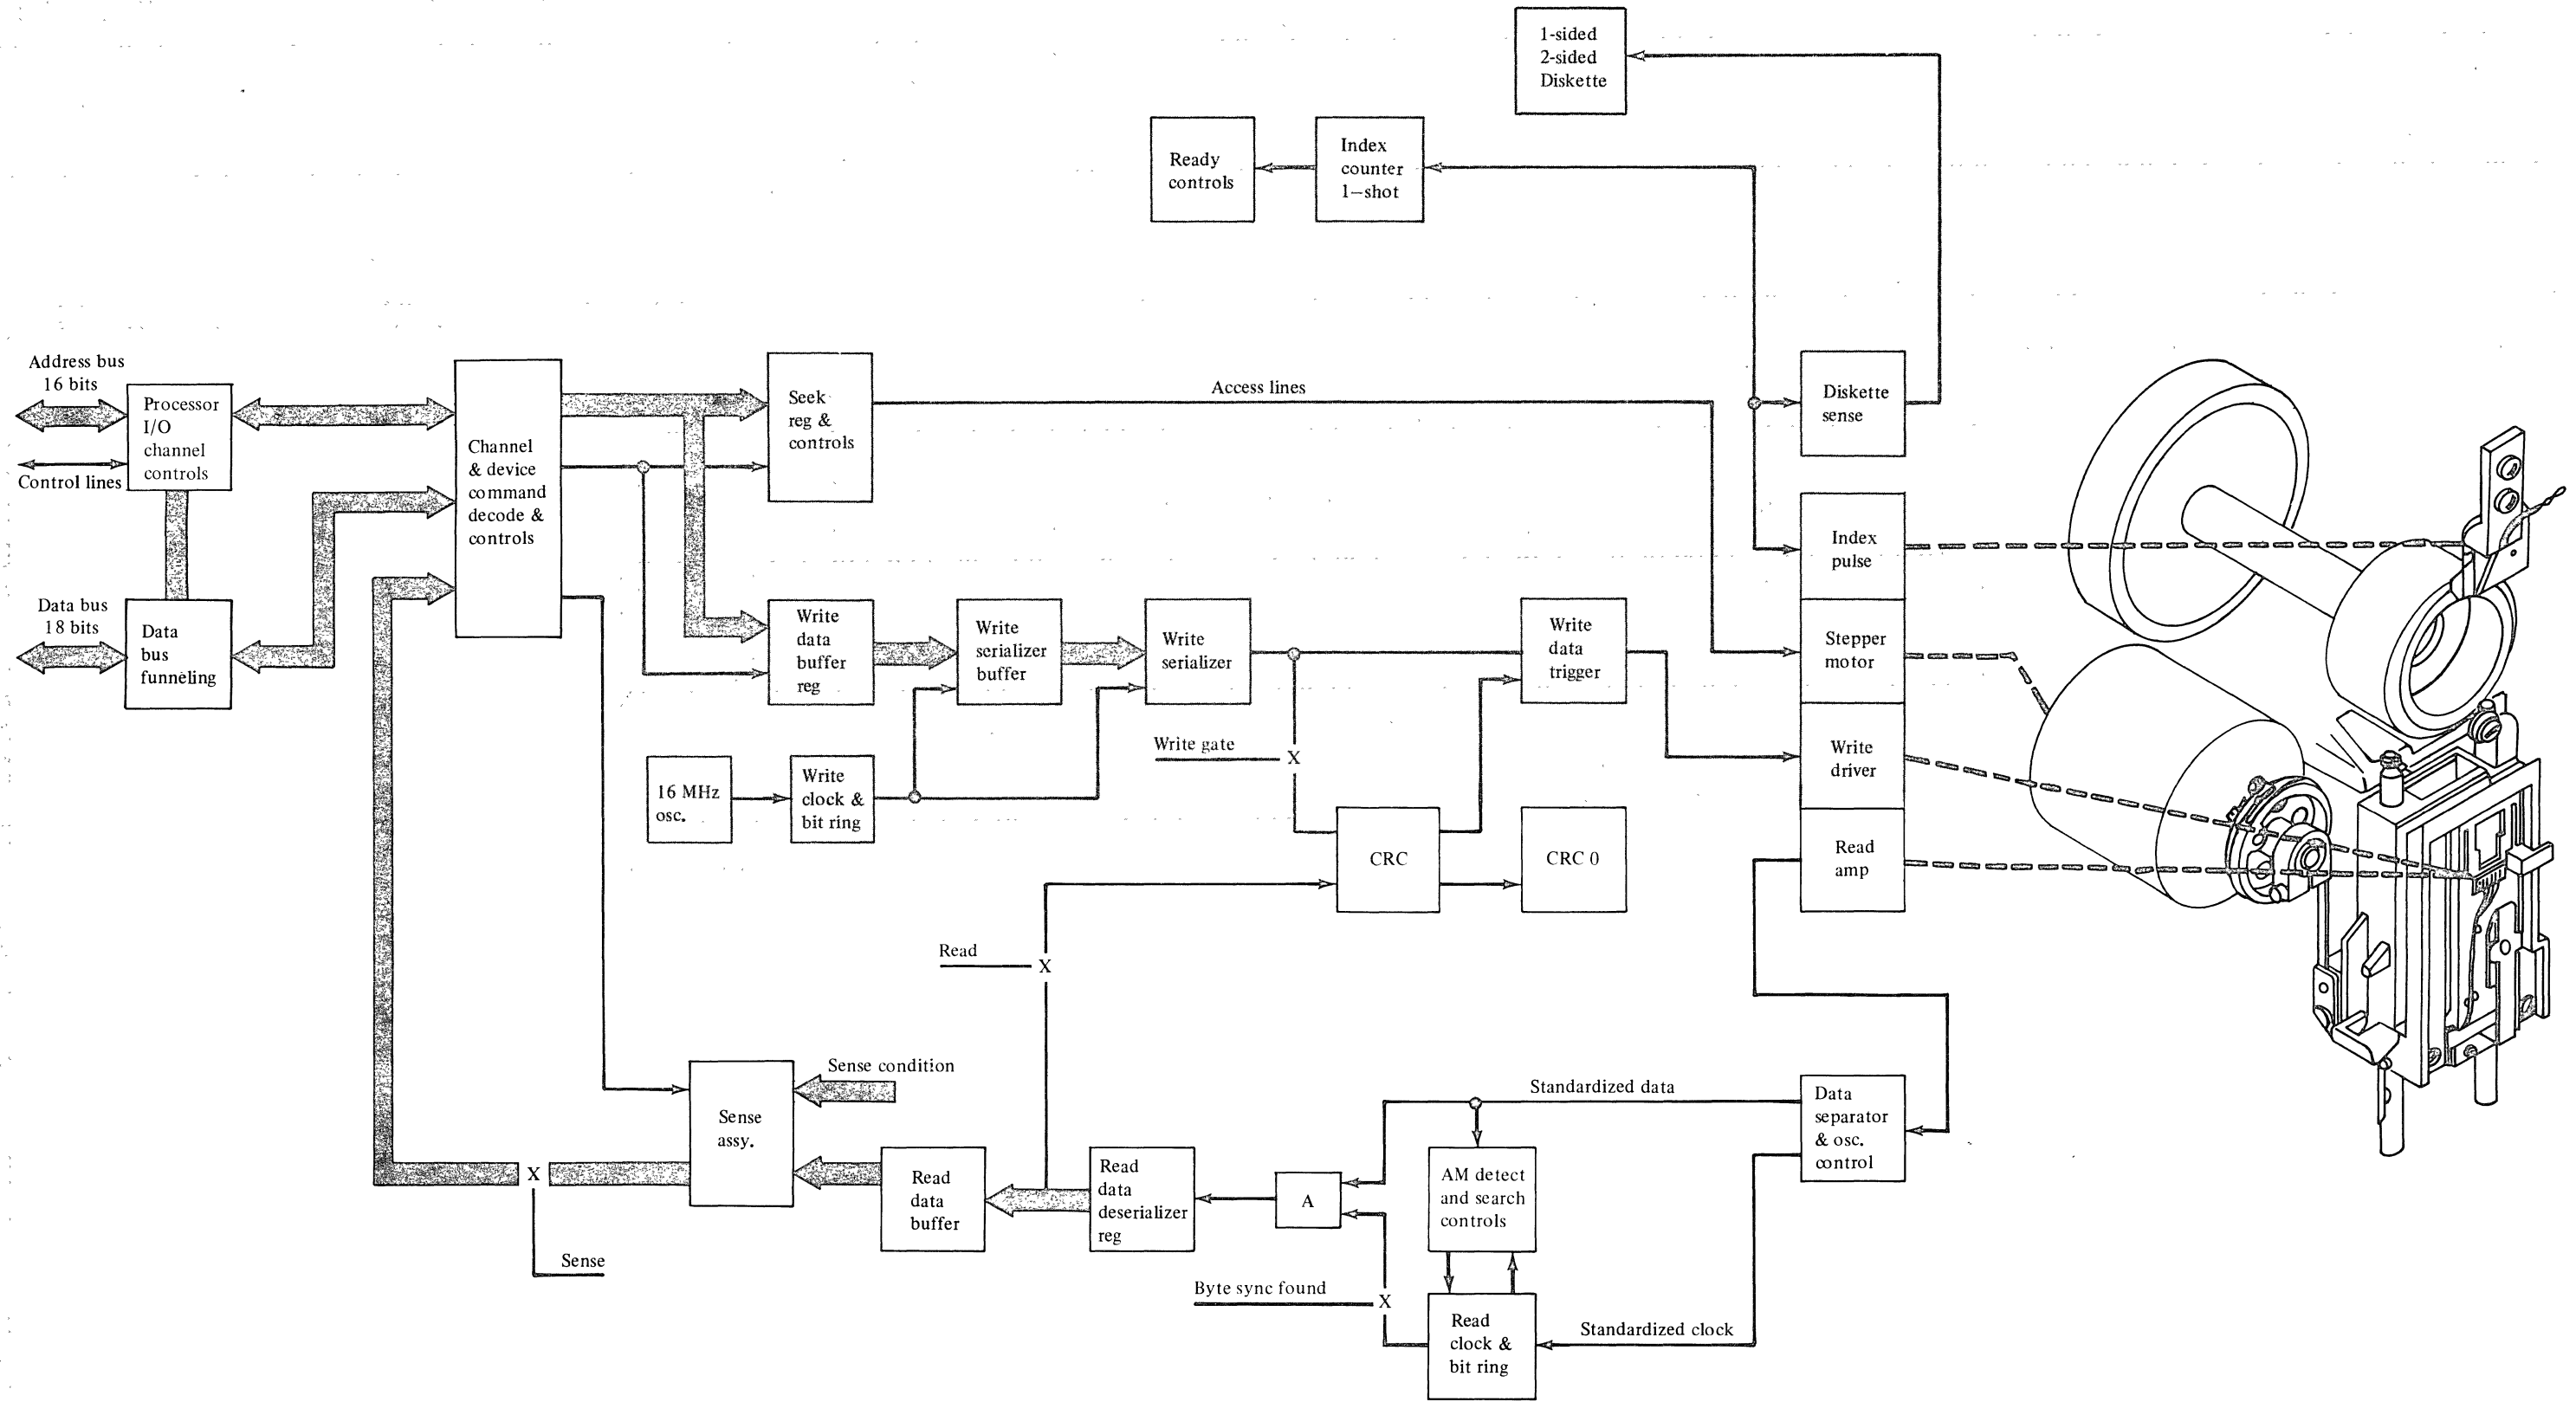 1-sided
2-sided
Diskette
Ready
controls
Index
counter
1–shot
Address bus
16 bits
Processor
I/O
channel
controls
Control lines
Channel
& device
command
decode &
controls
Seek
reg &
controls
Access lines
Diskette
sense
Index
pulse
Data bus
18 bits
Data
bus
funneling
Write
data
buffer
reg
Write
serializer
buffer
Write
serializer
Write
data
trigger
Stepper
motor
Write gate
X
Write
driver
16 MHz
osc.
Write
clock &
bit ring
CRC
CRC 0
Read
amp
Read
X
Sense condition
Sense
assy.
Standardized data
Data
separator
& osc.
control
X
Read
data
buffer
Read
data
deserializer
reg
A
AM detect
and search
controls
Sense
Byte sync found
X
Read
clock &
bit ring
Standardized clock